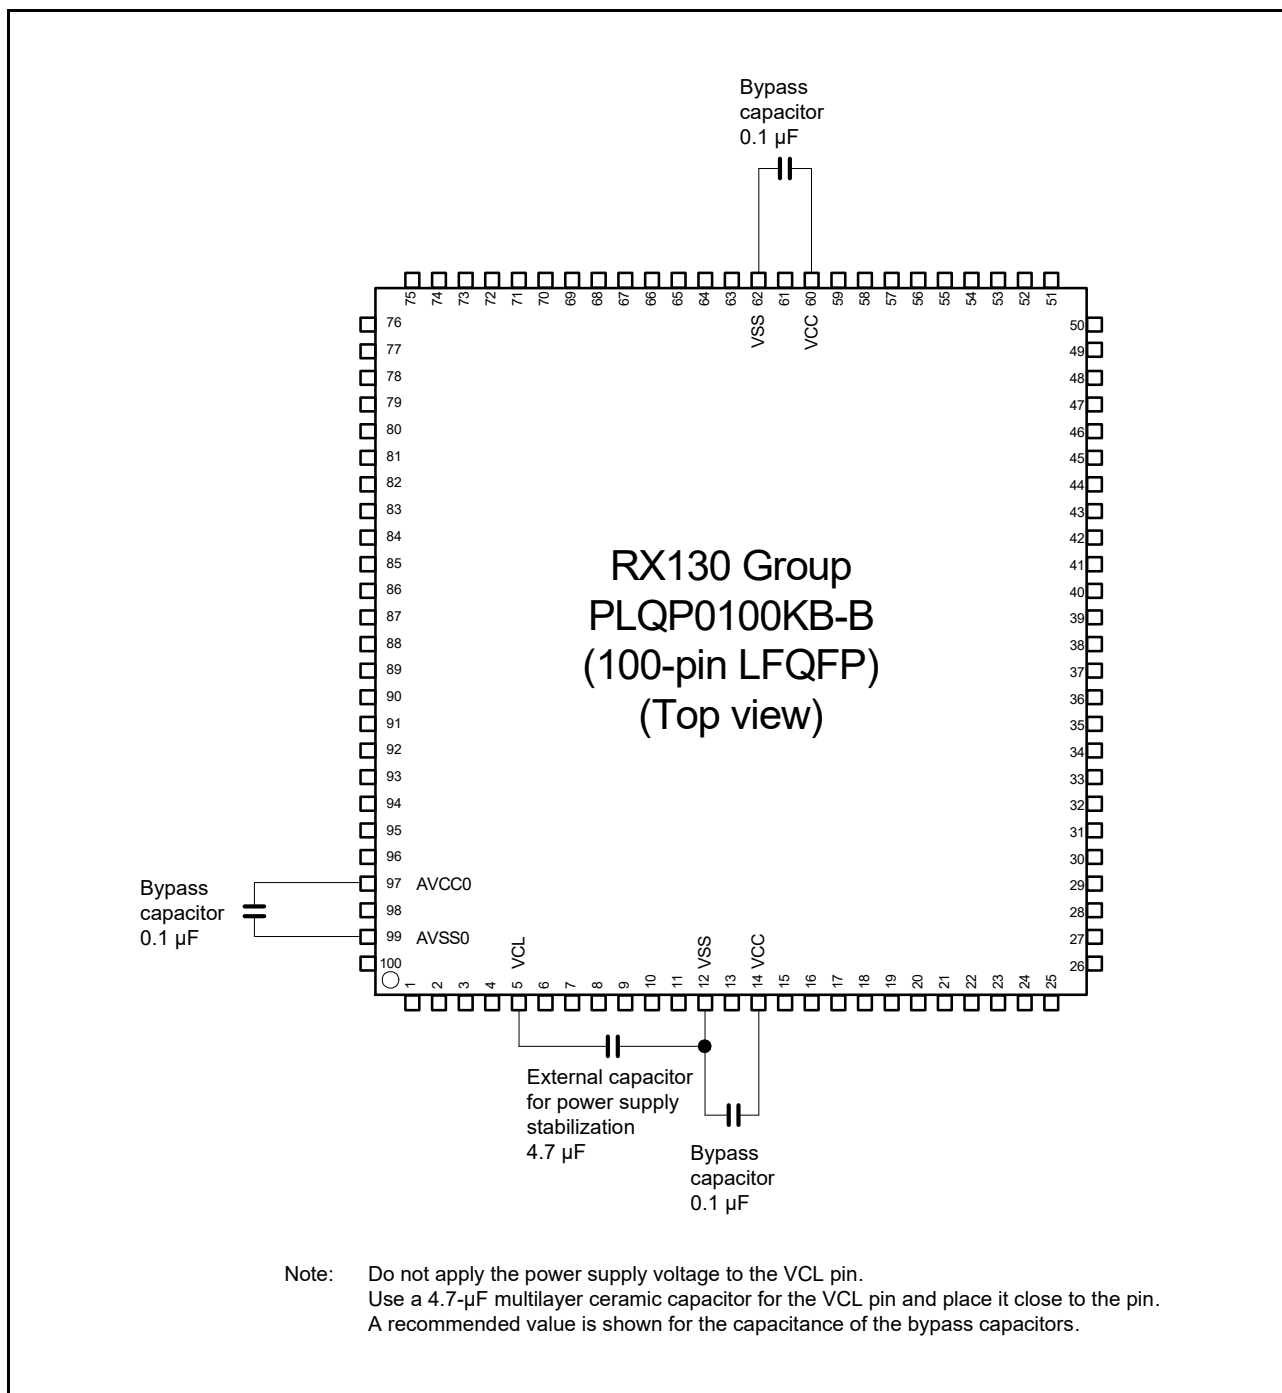 Bypass
capacitor
0.1 µF
75 74 73 72 71 70 69 68 67 66 65 64 63 62 61 60 59 58 57 56 55 54 53 52 51
VSS
VCC
76
77
78
79
80
81
82
83
84
85
86
87
88
89
90
91
92
93
94
95
96
97 AVCC0
98
99 AVSS0
100
50
49
48
47
46
45
44
43
42
41
40
39
38
37
36
35
34
33
32
31
30
29
28
27
26
RX130 Group
PLQP0100KB-B
(100-pin LFQFP)
(Top view)
Bypass
capacitor
0.1 µF
VCL
VSS
VCC
1 2 3 4 5 6 7 8 9 10 11 12 13 14 15 16 17 18 19 20 21 22 23 24 25
External capacitor
for power supply
stabilization
4.7 µF
Bypass
capacitor
0.1 µF
Note: Do not apply the power supply voltage to the VCL pin.
Use a 4.7-µF multilayer ceramic capacitor for the VCL pin and place it close to the pin.
A recommended value is shown for the capacitance of the bypass capacitors.